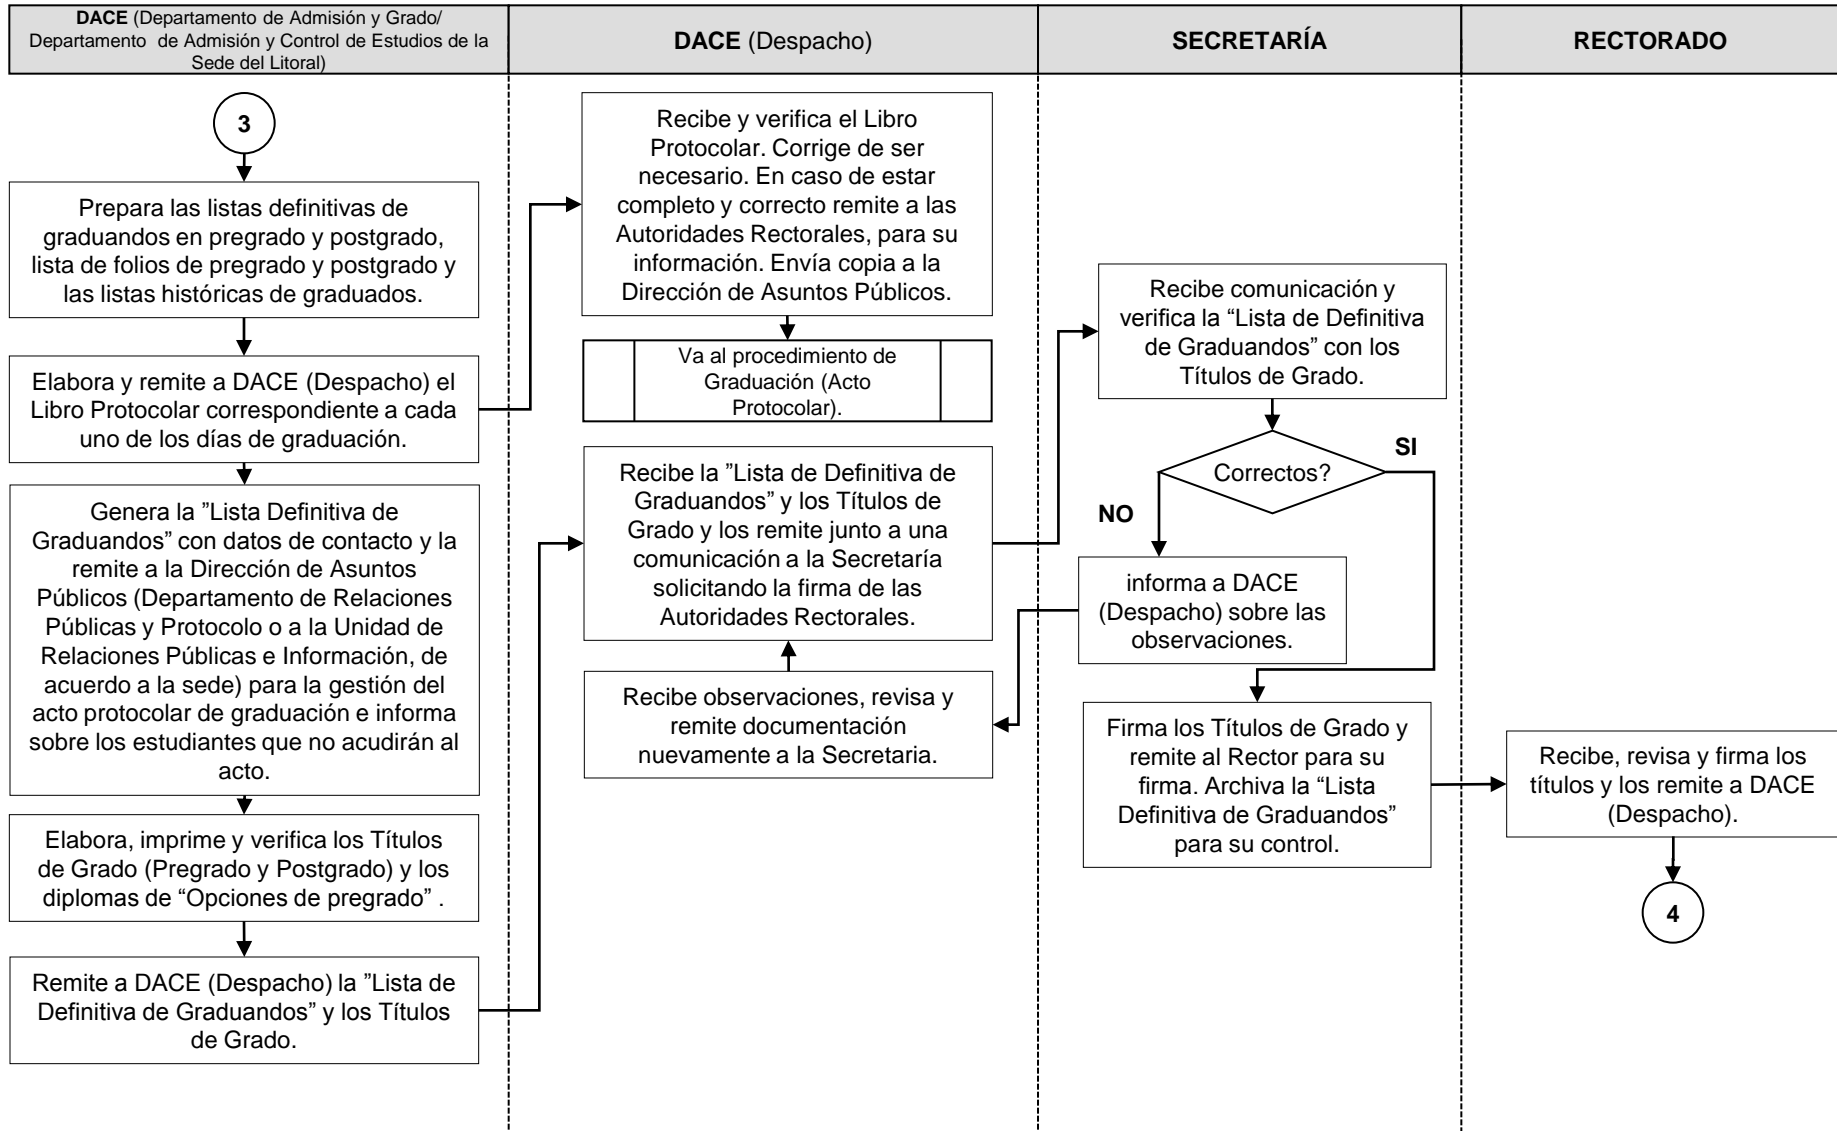 DACE (Departamento de Admisión y Grado/
Departamento  de Admisión y Control de Estudios de la
Sede del Litoral)
DACE (Despacho)
SECRETARÍA
RECTORADO
3
Prepara las listas definitivas de
graduandos en pregrado y postgrado,
lista de folios de pregrado y postgrado y
las listas históricas de graduados.
Elabora y remite a DACE (Despacho) el
Libro Protocolar correspondiente a cada
uno de los días de graduación.
Genera la ”Lista Definitiva de
Graduandos” con datos de contacto y la
remite a la Dirección de Asuntos
Públicos (Departamento de Relaciones
Públicas y Protocolo o a la Unidad de
Relaciones Públicas e Información, de
acuerdo a la sede) para la gestión del
acto protocolar de graduación e informa
sobre los estudiantes que no acudirán al
acto.
Elabora, imprime y verifica los Títulos
de Grado (Pregrado y Postgrado) y los
diplomas de “Opciones de pregrado” .
Remite a DACE (Despacho) la ”Lista de
Definitiva de Graduandos” y los Títulos
de Grado.
Recibe y verifica el Libro
Protocolar. Corrige de ser
necesario. En caso de estar
completo y correcto remite a las
Autoridades Rectorales, para su
información. Envía copia a la
Dirección de Asuntos Públicos.
Va al procedimiento de
Graduación (Acto
Protocolar).
Recibe la ”Lista de Definitiva de
Graduandos” y los Títulos de
Grado y los remite junto a una
comunicación a la Secretaría
solicitando la firma de las
Autoridades Rectorales.
Recibe observaciones, revisa y
remite documentación
nuevamente a la Secretaria.
Recibe comunicación y
verifica la “Lista de Definitiva
de Graduandos” con los
Títulos de Grado.
Correctos?
SI
NO
informa a DACE
(Despacho) sobre las
observaciones.
Firma los Títulos de Grado y
remite al Rector para su
firma. Archiva la “Lista
Definitiva de Graduandos”
para su control.
Recibe, revisa y firma los
títulos y los remite a DACE
(Despacho).
4